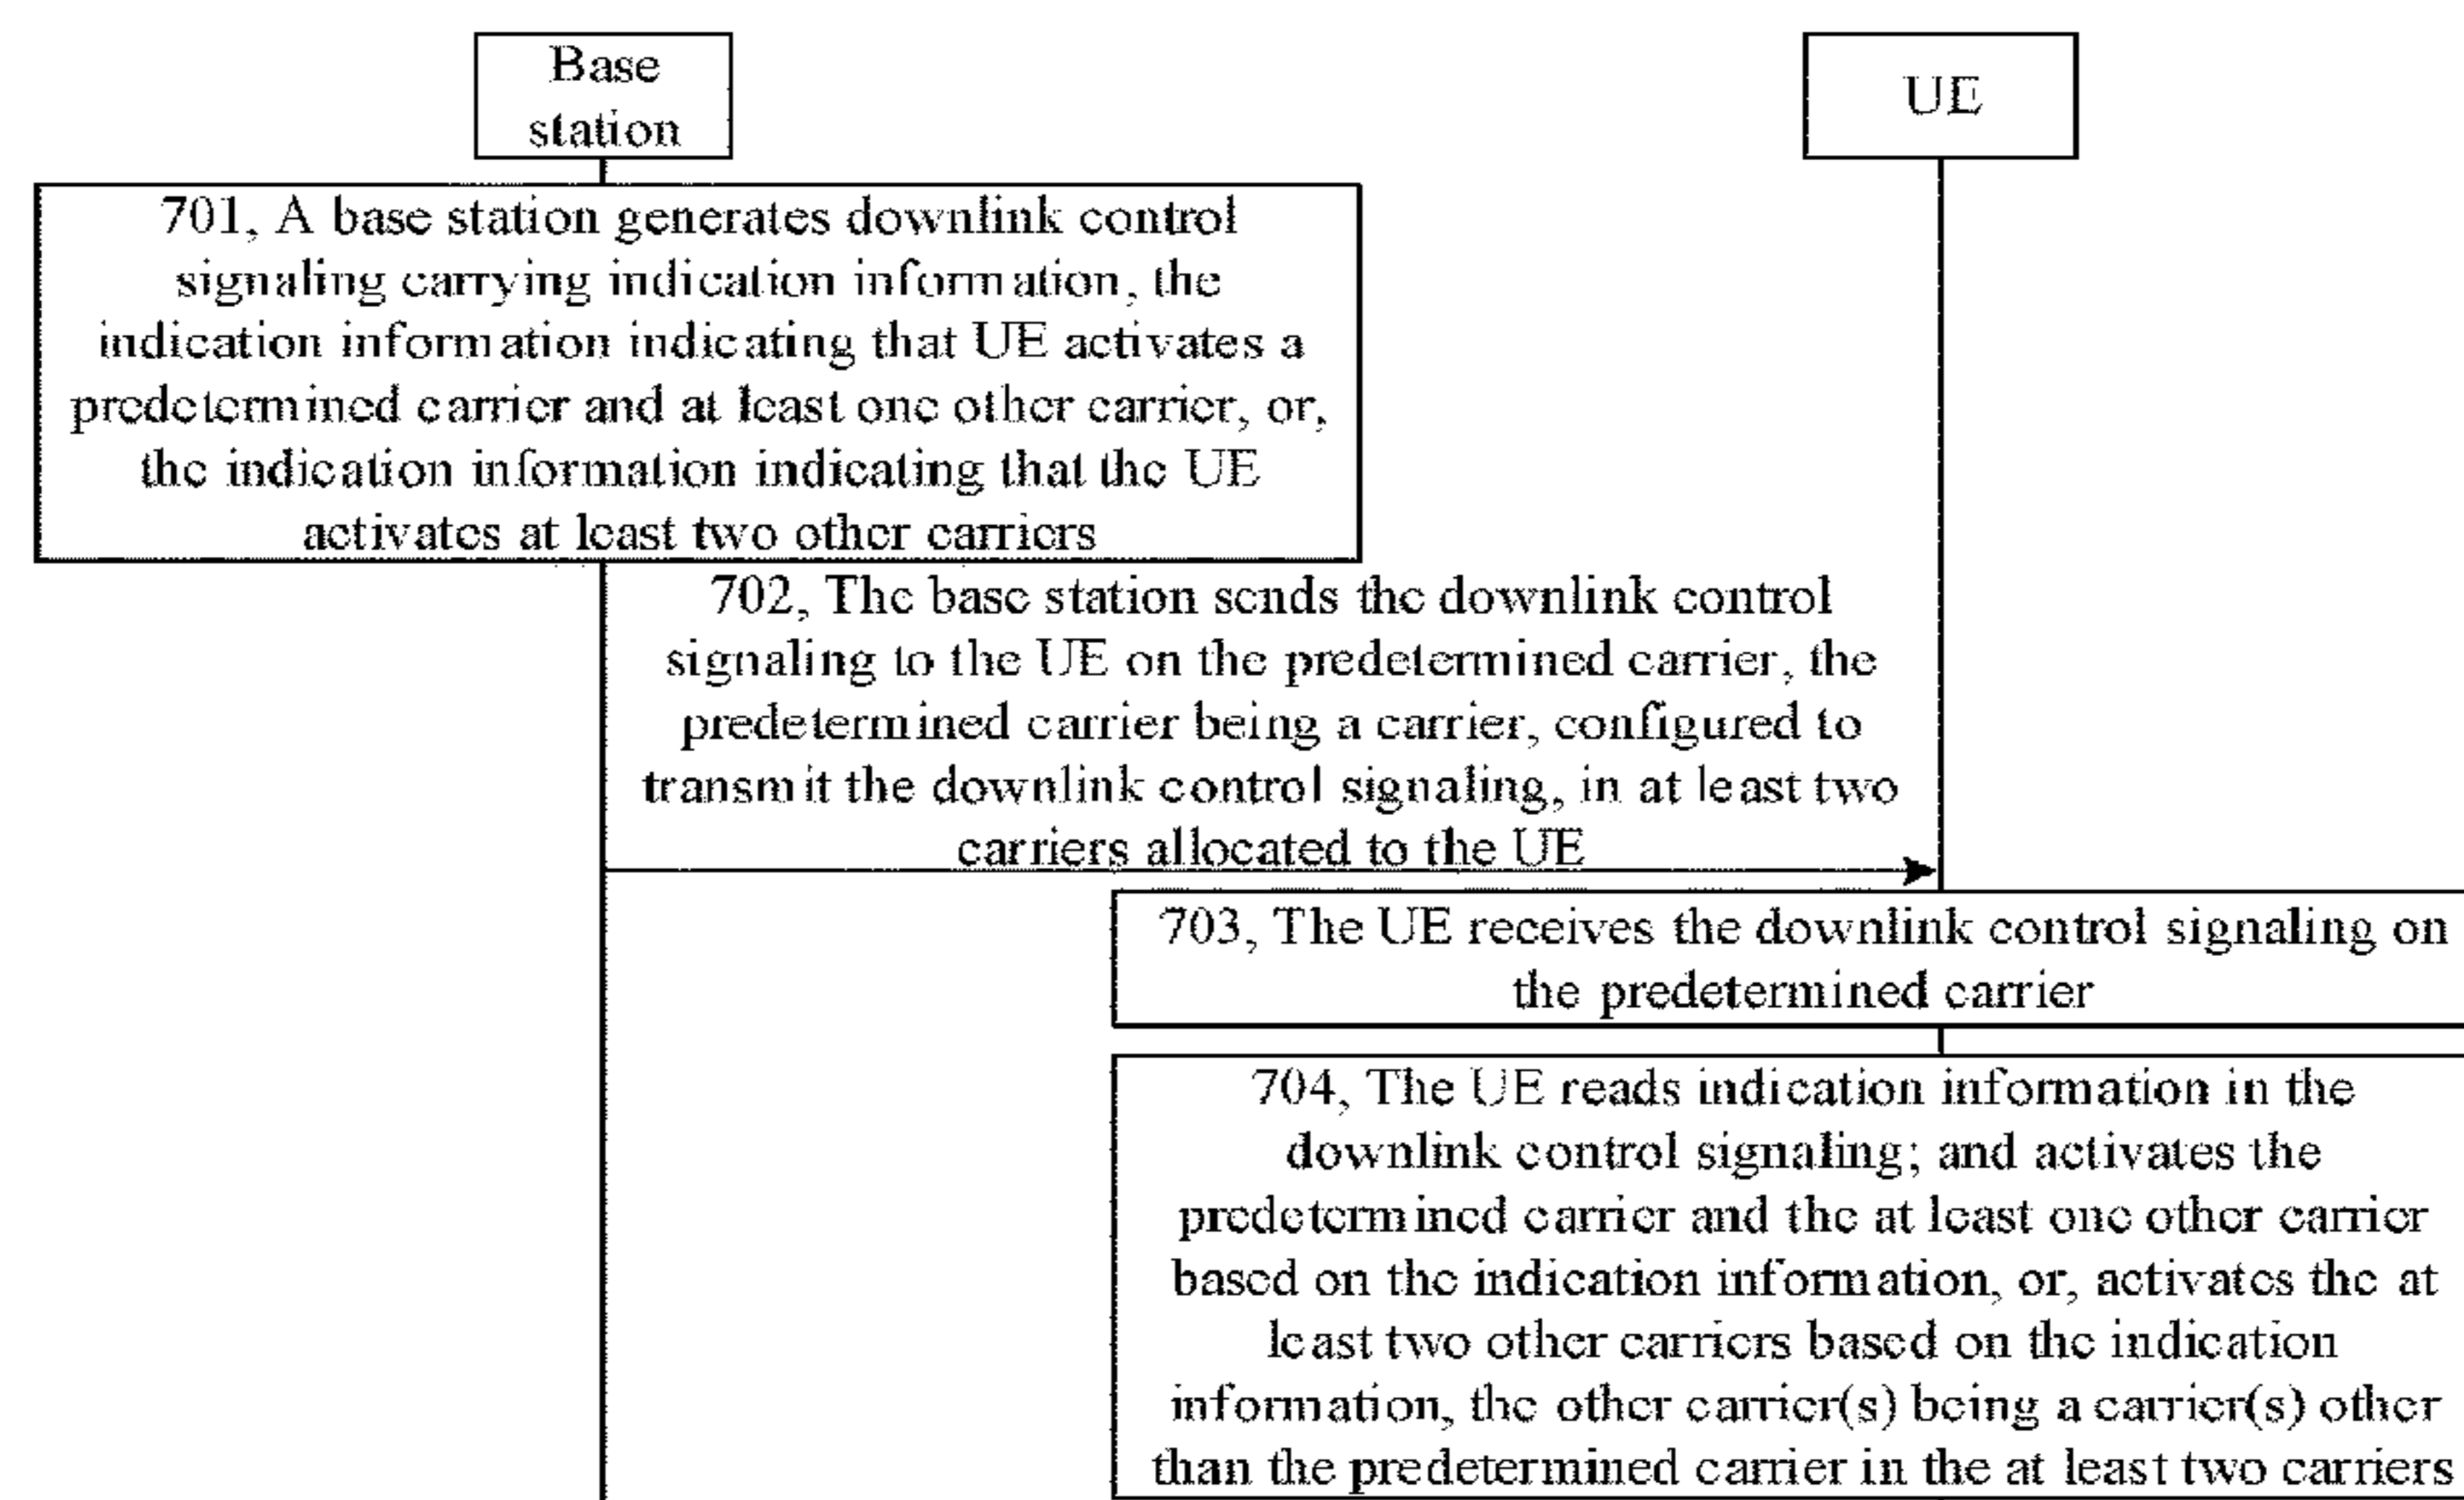 Base
station
UE
701, A base station generates downlink control
signaling carrying indication information, the
indication information indicating that UE activates a
predetermined carrier and at least one other carrier, or,
the indication information indicating that the UE
activates at least two other carriers
702, The base station sends the downlink control
signaling to the UE on the predetermined carrier, the
predetermined carrier being a carrier, configured to
transmit the downlink control signaling, in at least two
carriers allocated to the UE
703, The UE receives the downlink control signaling on
the predetermined carrier
704, The UE reads indication information in the
downlink control signaling; and activates the
predetermined carrier and the at least one other carrier
based on the indication information, or, activates the at
least two other carriers based on the indication
information, the other carrier(s) being a carrier(s) other
than the predetermined carrier in the at least two carriers